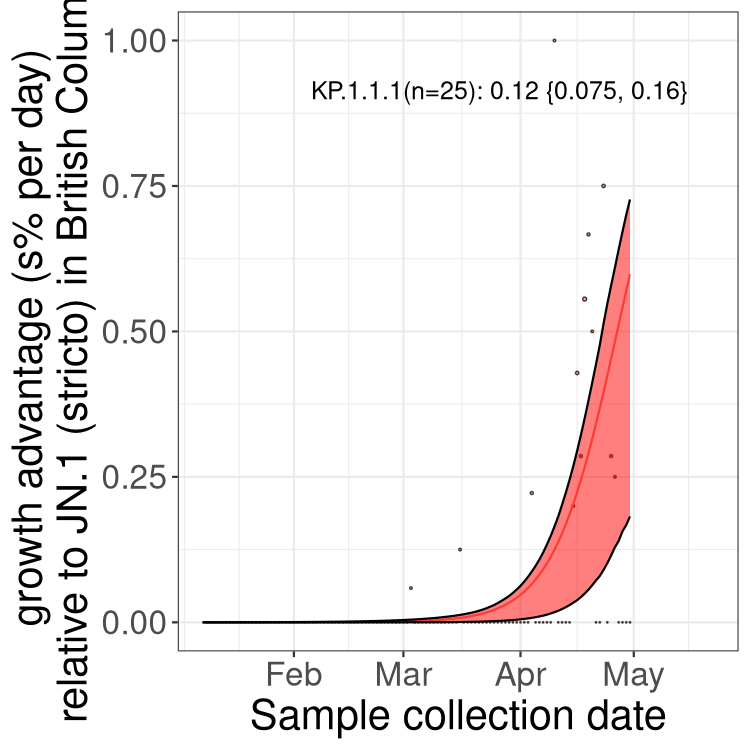 growth advantage (s% per day)
relative to JN.1 (stricto) in British Colum
1.00
0.75
0.50
0.25
0.00
KP.1.1.1(n=25): 0.12 {0.075, 0.16}
Feb Mar Apr May
Sample collection date